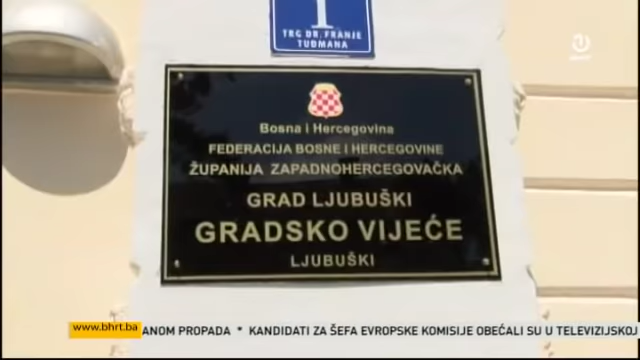 1
TRG DR. FRANJE
TUĐMANA
Bosna i Hercegovina
FEDERACIJA BOSNE I HERCEGOVINE
ŽUPANIJA ZAPADNOHERCEGOVAČKA
GRAD LJUBUŠKI
GRADSKO VIJEĆE
LJUBUŠKI
www.bhrt.ba ANOM PROPADA * KANDIDATI ZA ŠEFA EVROPSKE KOMISIJE OBEĆALI SU U TELEVIZIJSKOJ